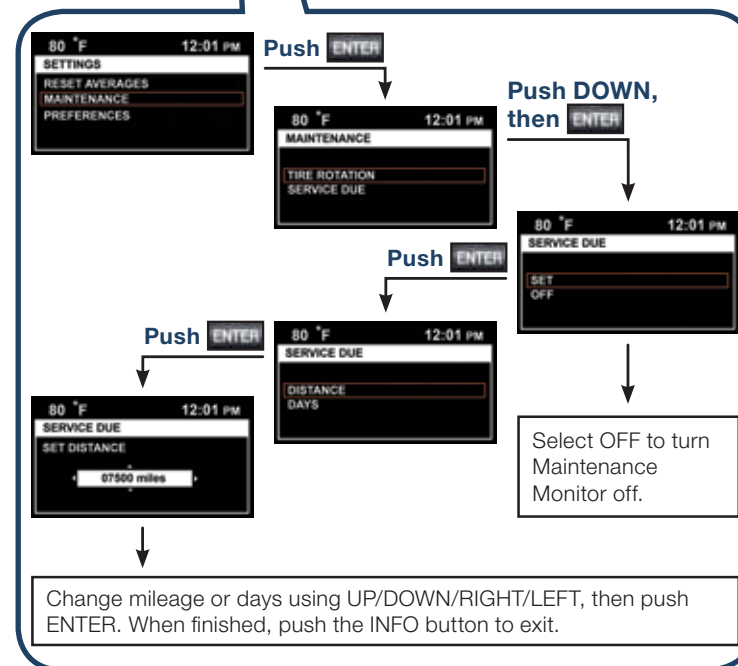 80 °F 12:01 PM
SETTINGS
RESET AVERAGES
MAINTENANCE
PREFERENCES
Push ENTER
80 °F 12:01 PM
MAINTENANCE
TIRE ROTATION
SERVICE DUE
Push DOWN,
then ENTER
80 °F 12:01 PM
SERVICE DUE
SET
OFF
Select OFF to turn
Maintenance
Monitor off.
Push ENTER
80 °F 12:01 PM
SERVICE DUE
DISTANCE
DAYS
Push ENTER
80 °F 12:01 PM
SERVICE DUE
SET DISTANCE
07500 miles
Change mileage or days using UP/DOWN/RIGHT/LEFT, then push
ENTER. When finished, push the INFO button to exit.